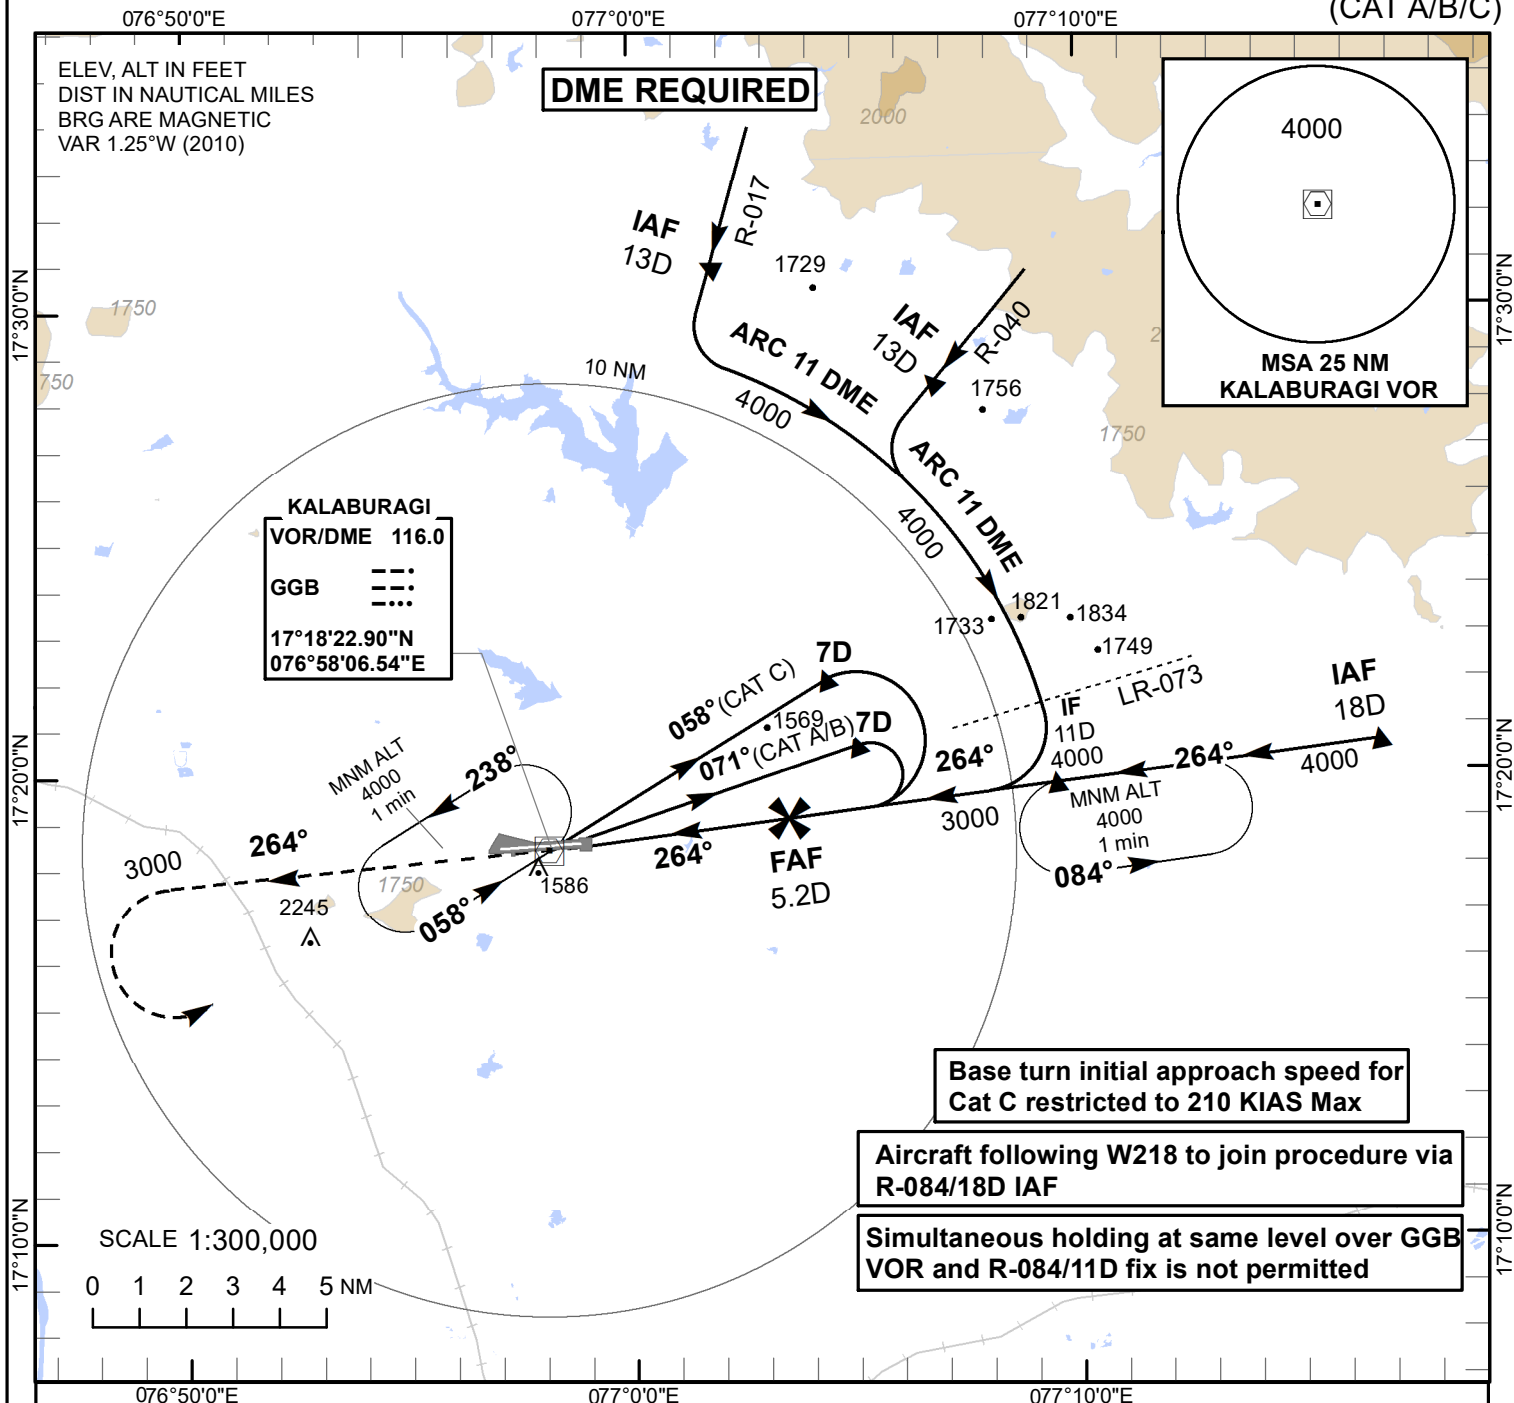 (CAT A/B/C)
076°50'0"E
077°0'0"E
077°10'0"E
ELEV, ALT IN FEET
DIST IN NAUTICAL MILES
BRG ARE MAGNETIC
VAR 1.25°W (2010)
DME REQUIRED
2000
4000
MSA 25 NM
KALABURAGI VOR
R-017
IAF
13D
1729
17°30'0"N
17°30'0"N
1750
750
IAF
13D
R-040
1756
ARC 11 DME
4000
10 NM
1750
ARC 11 DME
4000
KALABURAGI
VOR/DME 116.0
GGB
17°18'22.90"N
076°58'06.54"E
1733
1821
1834
1749
LR-073
7D
058° (CAT C)
1569
7D
071° (CAT A/B)
IAF
18D
IF
11D
4000
264°
264°
4000
17°20'0"N
17°20'0"N
238°
MNM ALT
4000
1 min
MNM ALT
4000
1 min
3000
264°
3000
264°
FAF
5.2D
084°
1750
1586
058°
2245
Base turn initial approach speed for
Cat C restricted to 210 KIAS Max
Aircraft following W218 to join procedure via
R-084/18D IAF
Simultaneous holding at same level over GGB
VOR and R-084/11D fix is not permitted
17°10'0"N
17°10'0"N
SCALE 1:300,000
0 1 2 3 4 5 NM
076°50'0"E
077°0'0"E
077°10'0"E